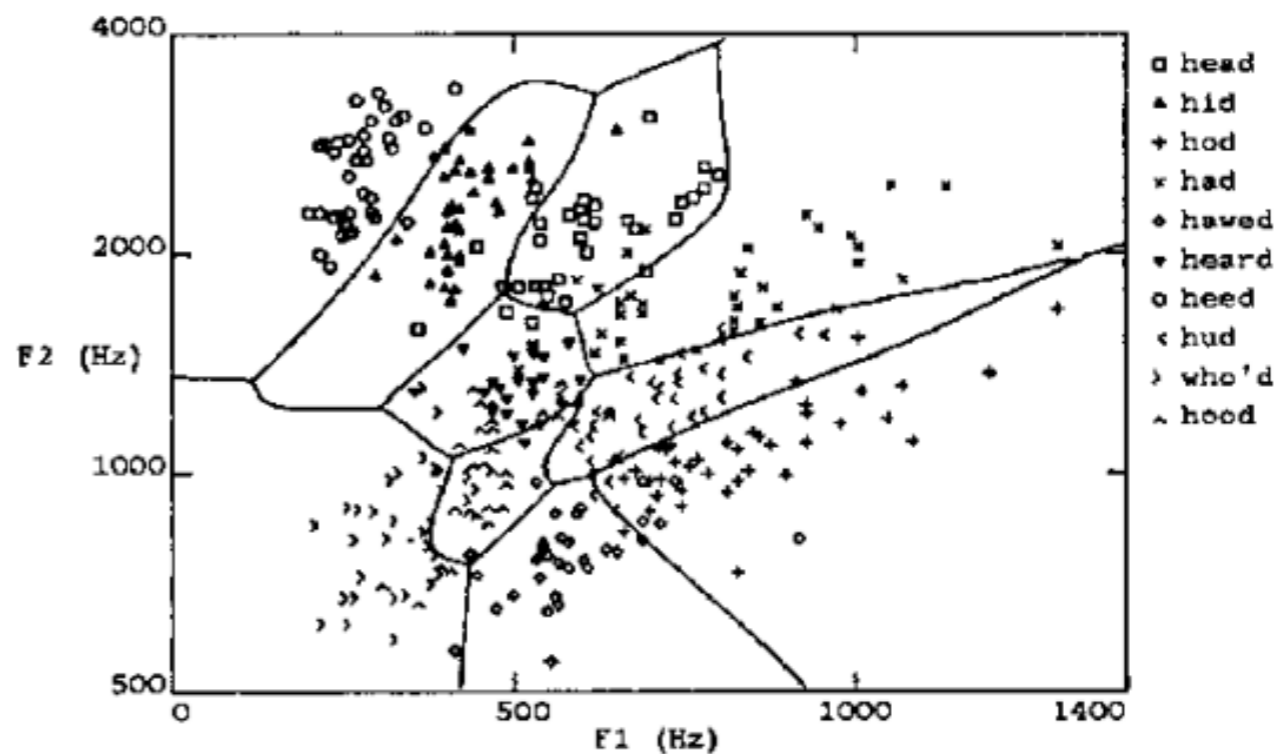 4000
2000
F2 (Hz)
1000
500
0
500
1000
1400
F1 (Hz)
head
hid
hod
had
hawed
heard
heed
hud
who'd
hood